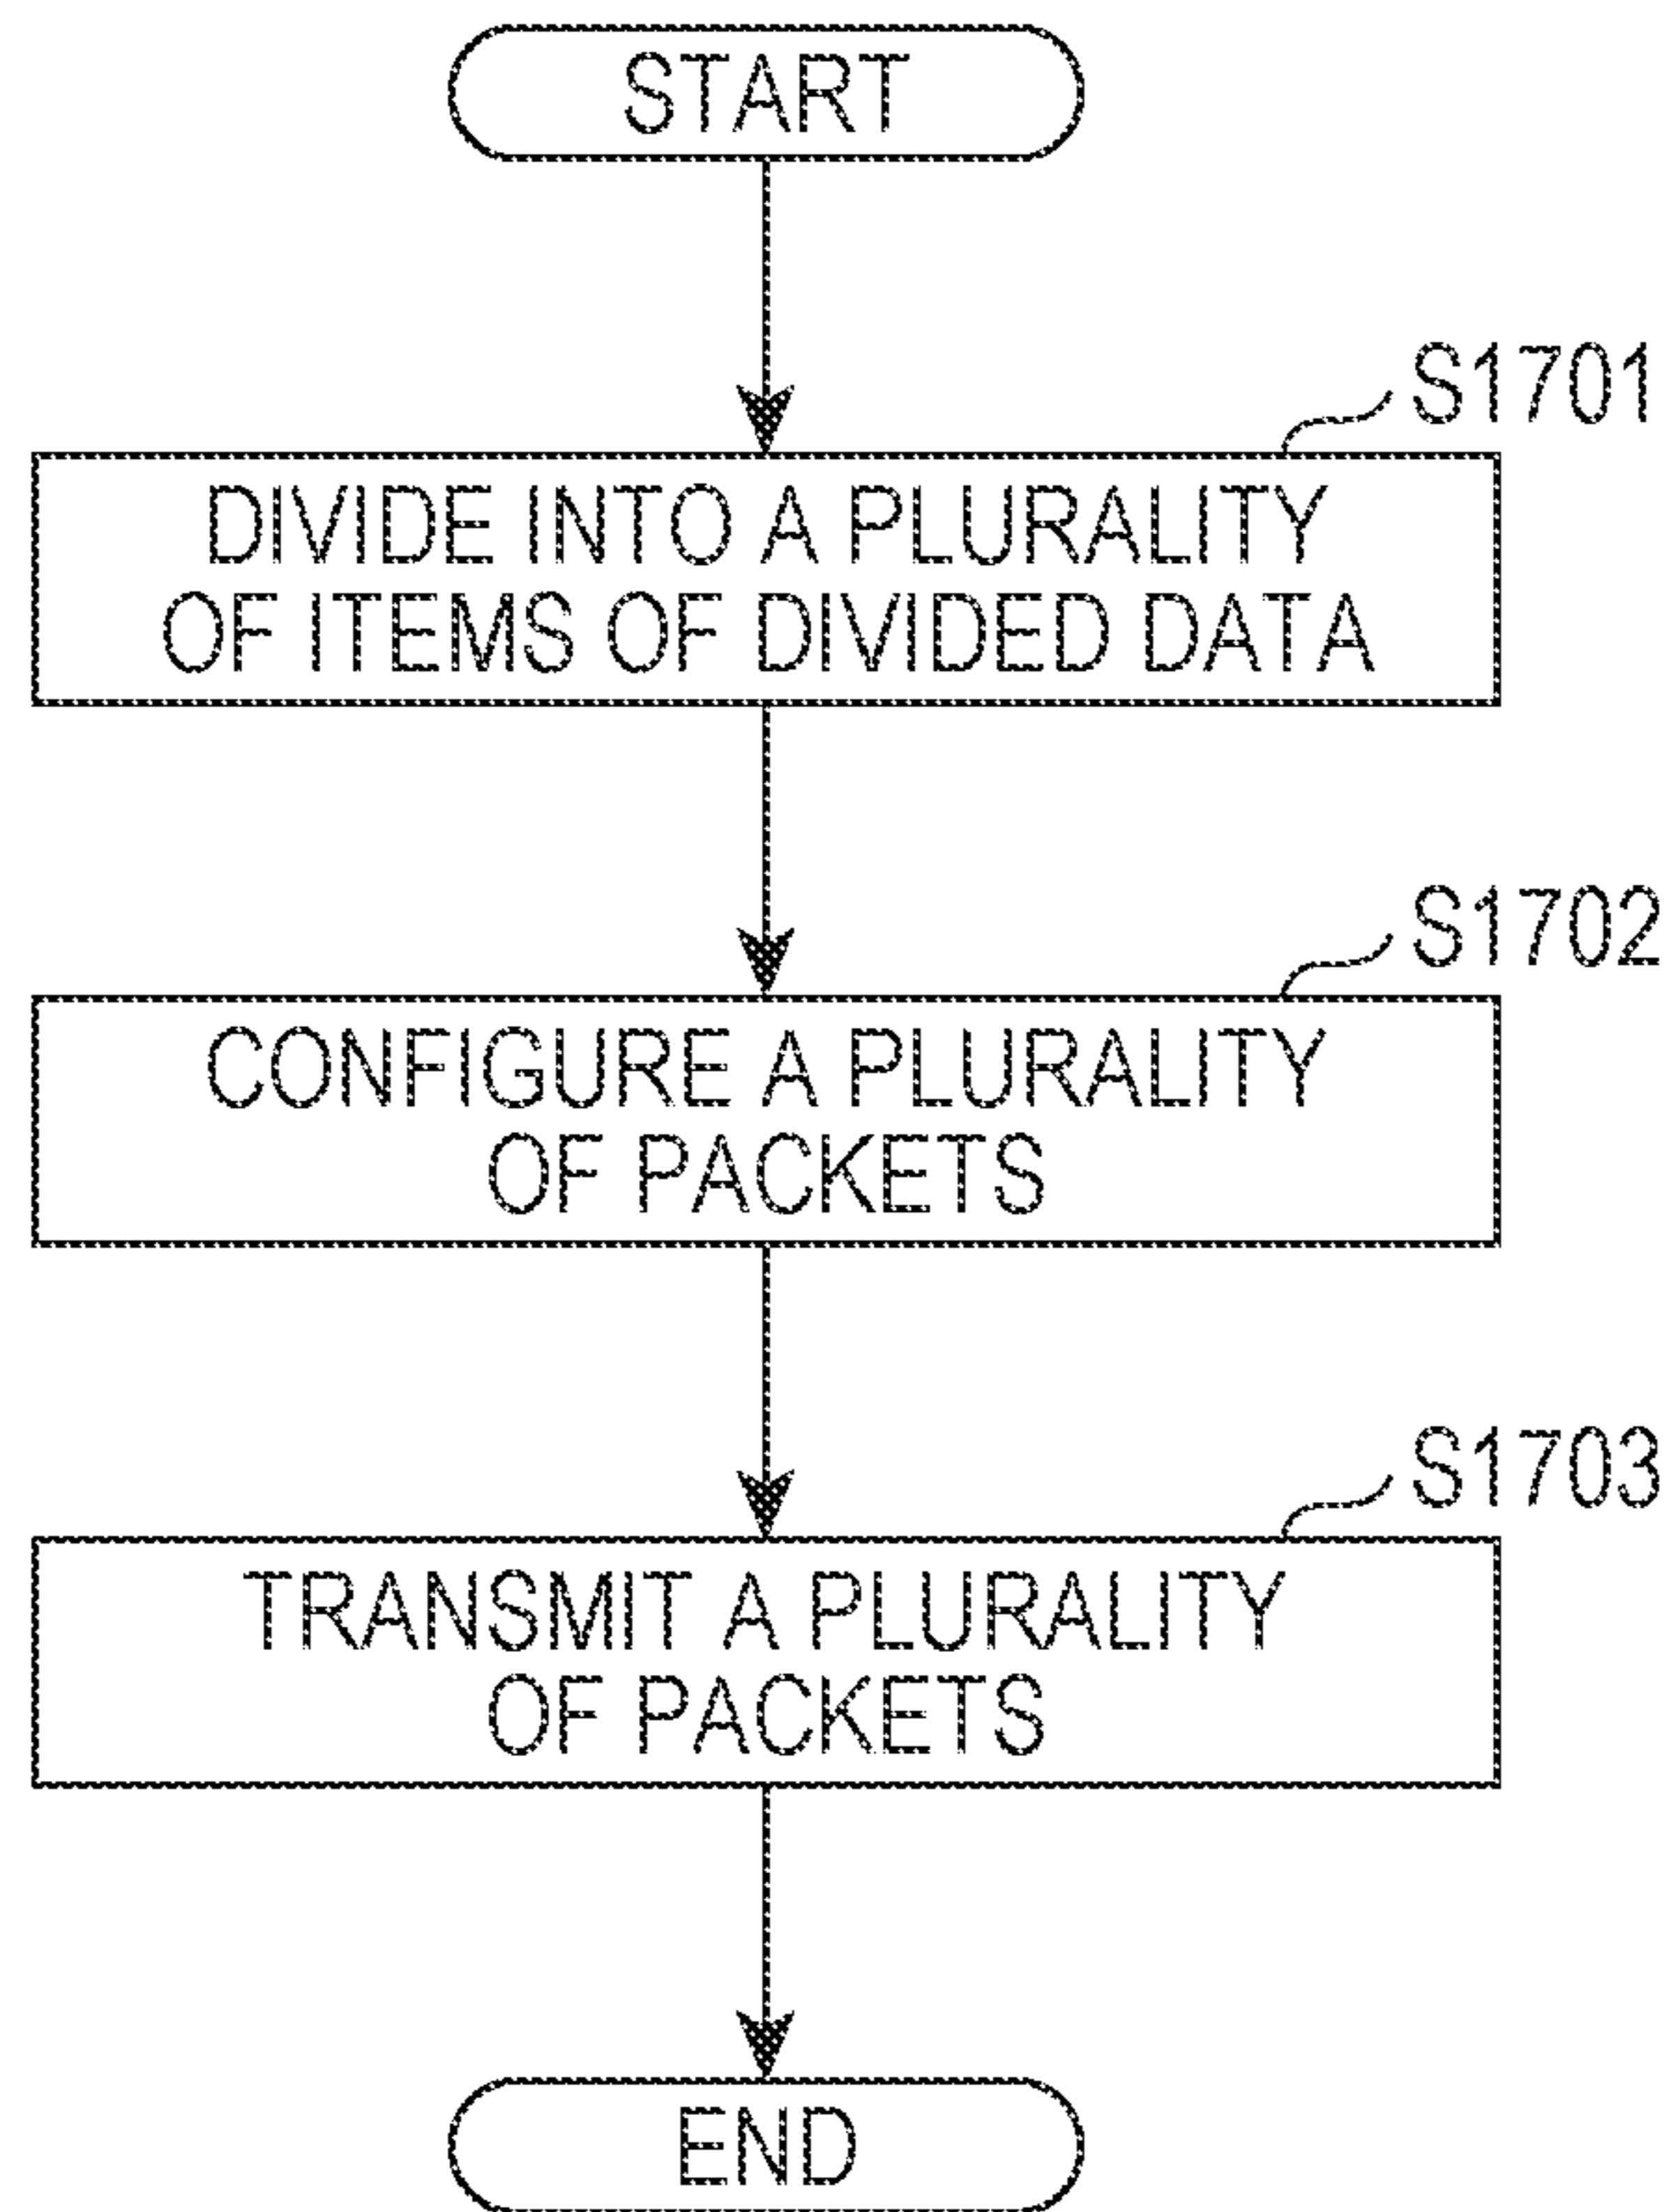 START
S1701
DIVIDE INTO A PLURALITY
OF ITEMS OF DIVIDED DATA
S1702
CONFIGURE A PLURALITY
OF PACKETS
S1703
TRANSMIT A PLURALITY
OF PACKETS
END